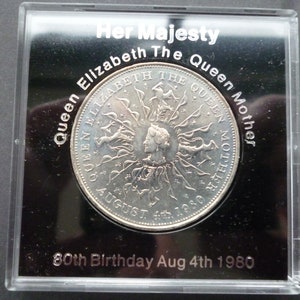 Her Majesty
Queen Elizabeth The Queen Mother
QUEEN ELIZABETH THE QUEEN MOTHER
AUGUST 4th 1980
80th Birthday Aug 4th 1980